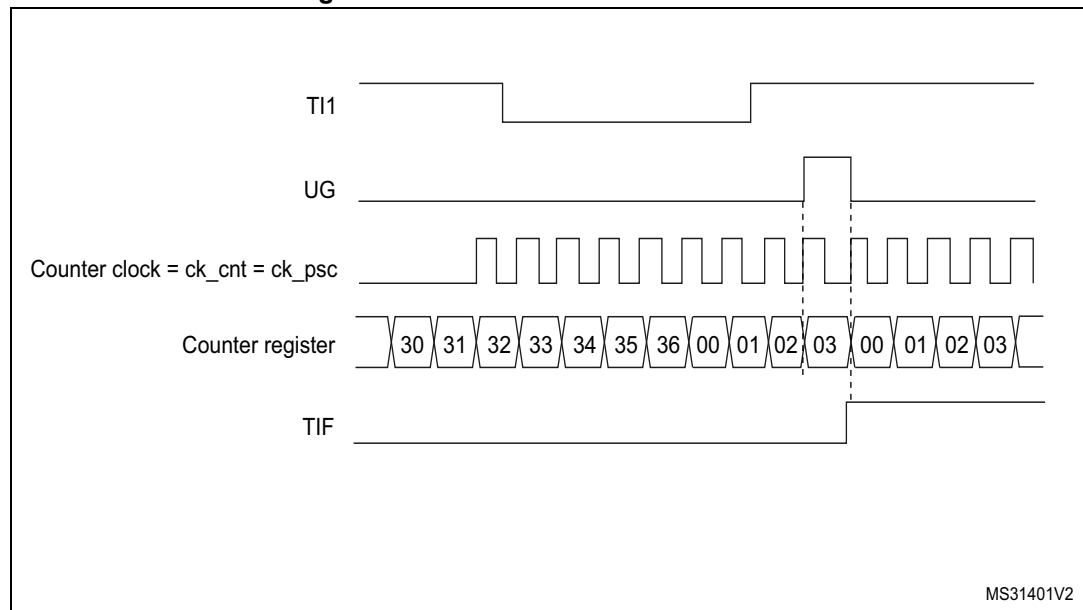 TI1
UG
Counter clock = ck_cnt = ck_psc
Counter register 30 31 32 33 34 35 36 00 01 02 03 00 01 02 03
TIF
MS31401V2